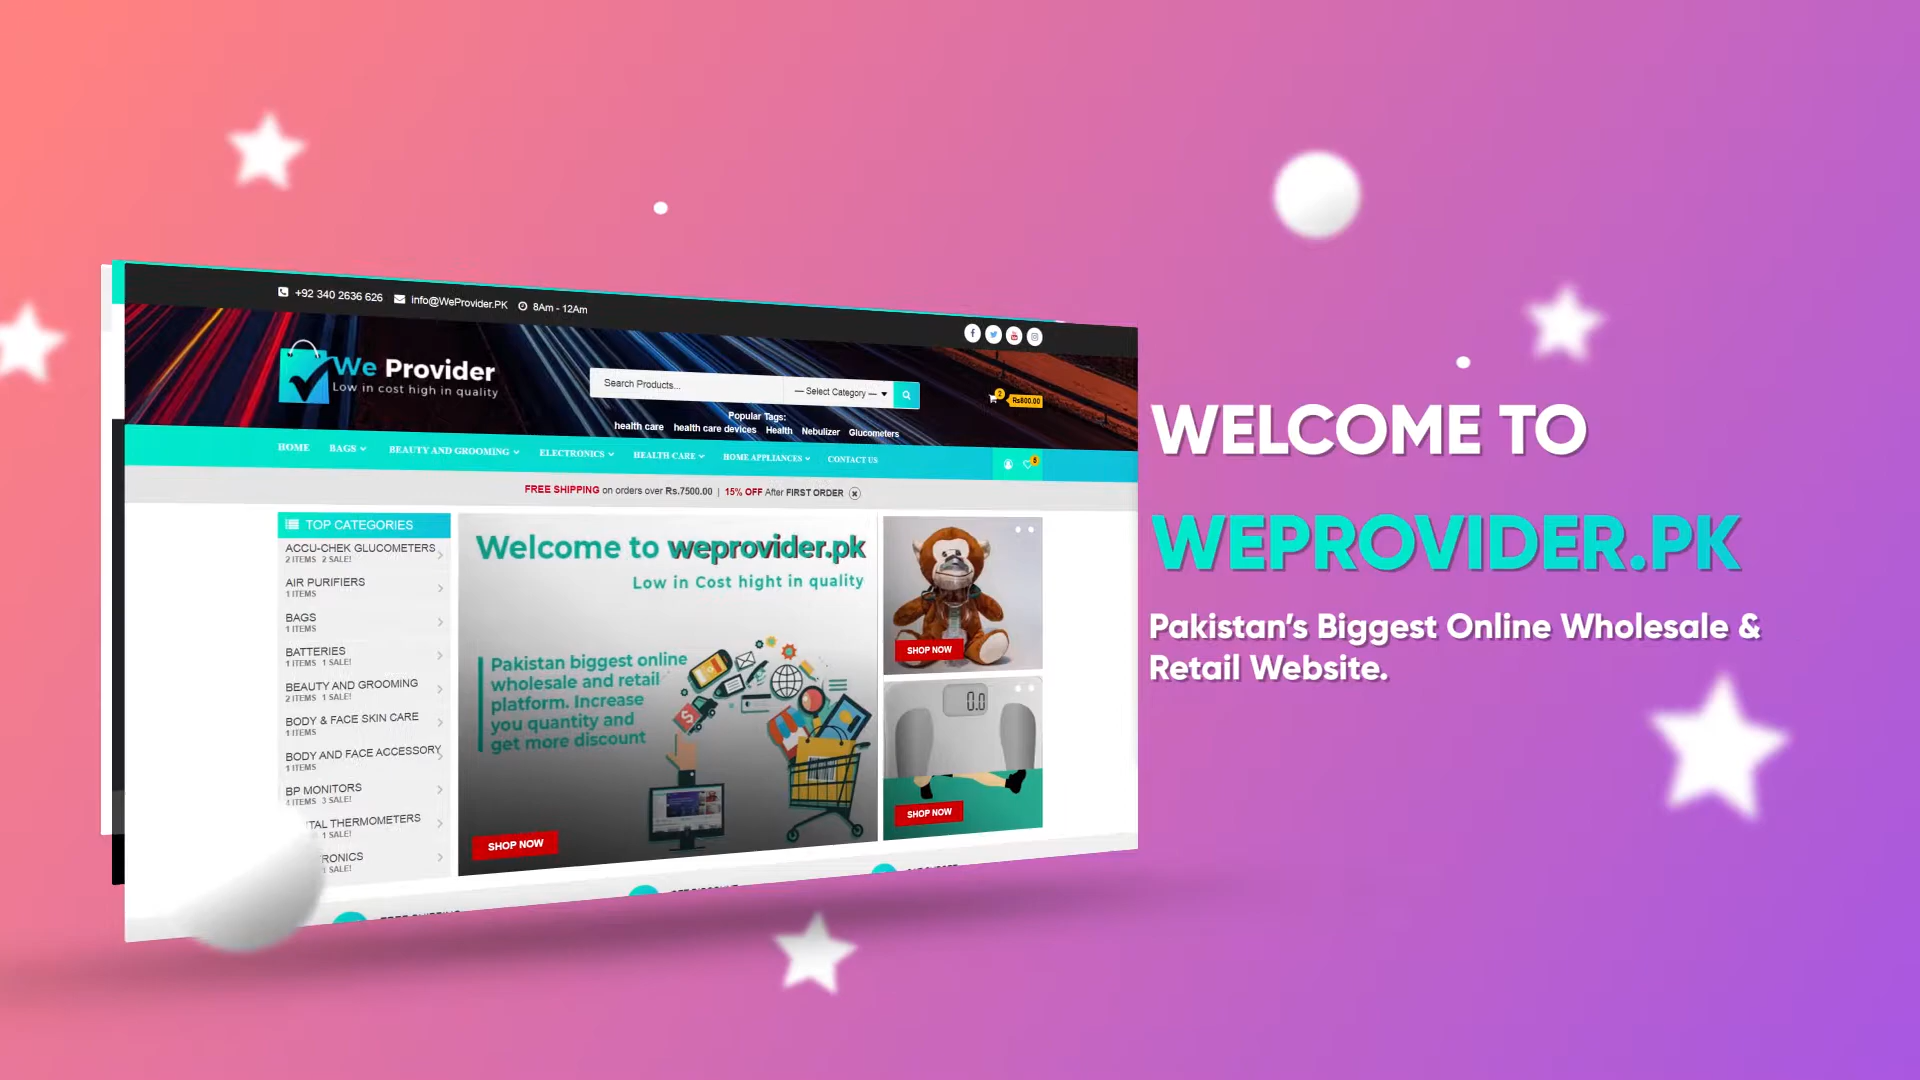 +92 340 2636 626 info@WeProvider.PK 8Am - 12Am
We Provider
Low in cost high in quality
Search Products... — Select Category —
2 Rs800.00
Popular Tags:
health care health care devices Health Nebulizer Glucometers
HOME BAGS BEAUTY AND GROOMING ELECTRONICS HEALTH CARE HOME APPLIANCES CONTACT US
FREE SHIPPING on orders over Rs.7500.00 | 15% OFF After FIRST ORDER
TOP CATEGORIES
ACCU-CHEK GLUCOMETERS
2 ITEMS 2 SALE!
AIR PURIFIERS
1 ITEMS
BAGS
1 ITEMS
BATTERIES
1 ITEMS 1 SALE!
BEAUTY AND GROOMING
2 ITEMS 1 SALE!
BODY & FACE SKIN CARE
1 ITEMS
BODY AND FACE ACCESSORY
1 ITEMS
BP MONITORS
4 ITEMS 3 SALE!
THERMOMETERS
1 SALE!
SALE!
Welcome to weprovider.pk
Low in Cost hight in quality
Pakistan biggest online
wholesale and retail
platform. Increase
you quantity and
get more discount
SHOP NOW
SHOP NOW
0.0
SHOP NOW
WELCOME TO
WEPROVIDER.PK
Pakistan's Biggest Online Wholesale &
Retail Website.